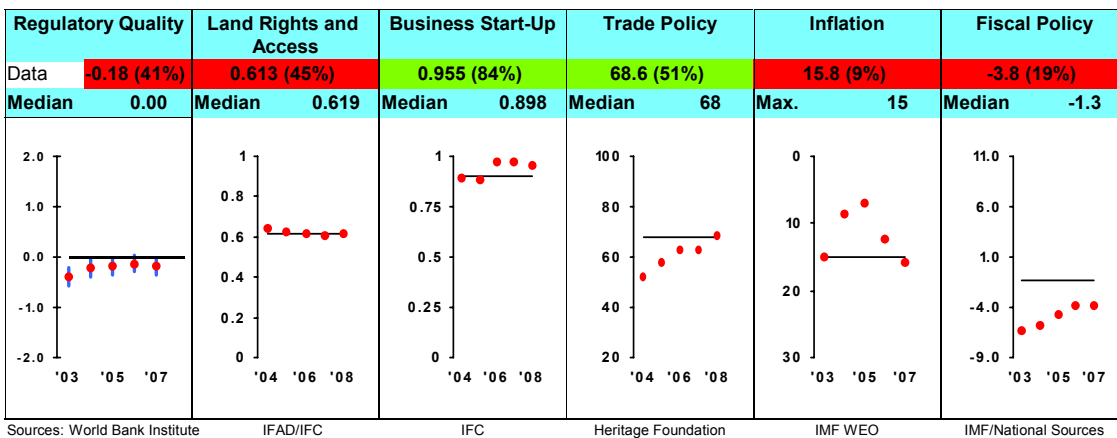 Regulatory Quality Land Rights and Access Business Start-Up Trade Policy Inflation Fiscal Policy
Data -0.18 (41%) 0.613 (45%) 0.955 (84%) 68.6 (51%) 15.8 (9%) -3.8 (19%)
Median 0.00 Median 0.619 Median 0.898 Median 68 Max. 15 Median -1.3
2.0 1 1 100 0 11.0
1.0 0.8 0.75 80 10 6.0
0.0 0.6 0.5 60 20 1.0
-1.0 0.4 0.25 40 30 -4.0
-2.0 0.2 0 20 -9.0
0
'03 '05 '07 '04 '06 '08 '04 '06 '08 '04 '06 '08 '03 '05 '07 '03 '05 '07
Sources: World Bank Institute IFAD/IFC IFC Heritage Foundation IMF WEO IMF/National Sources